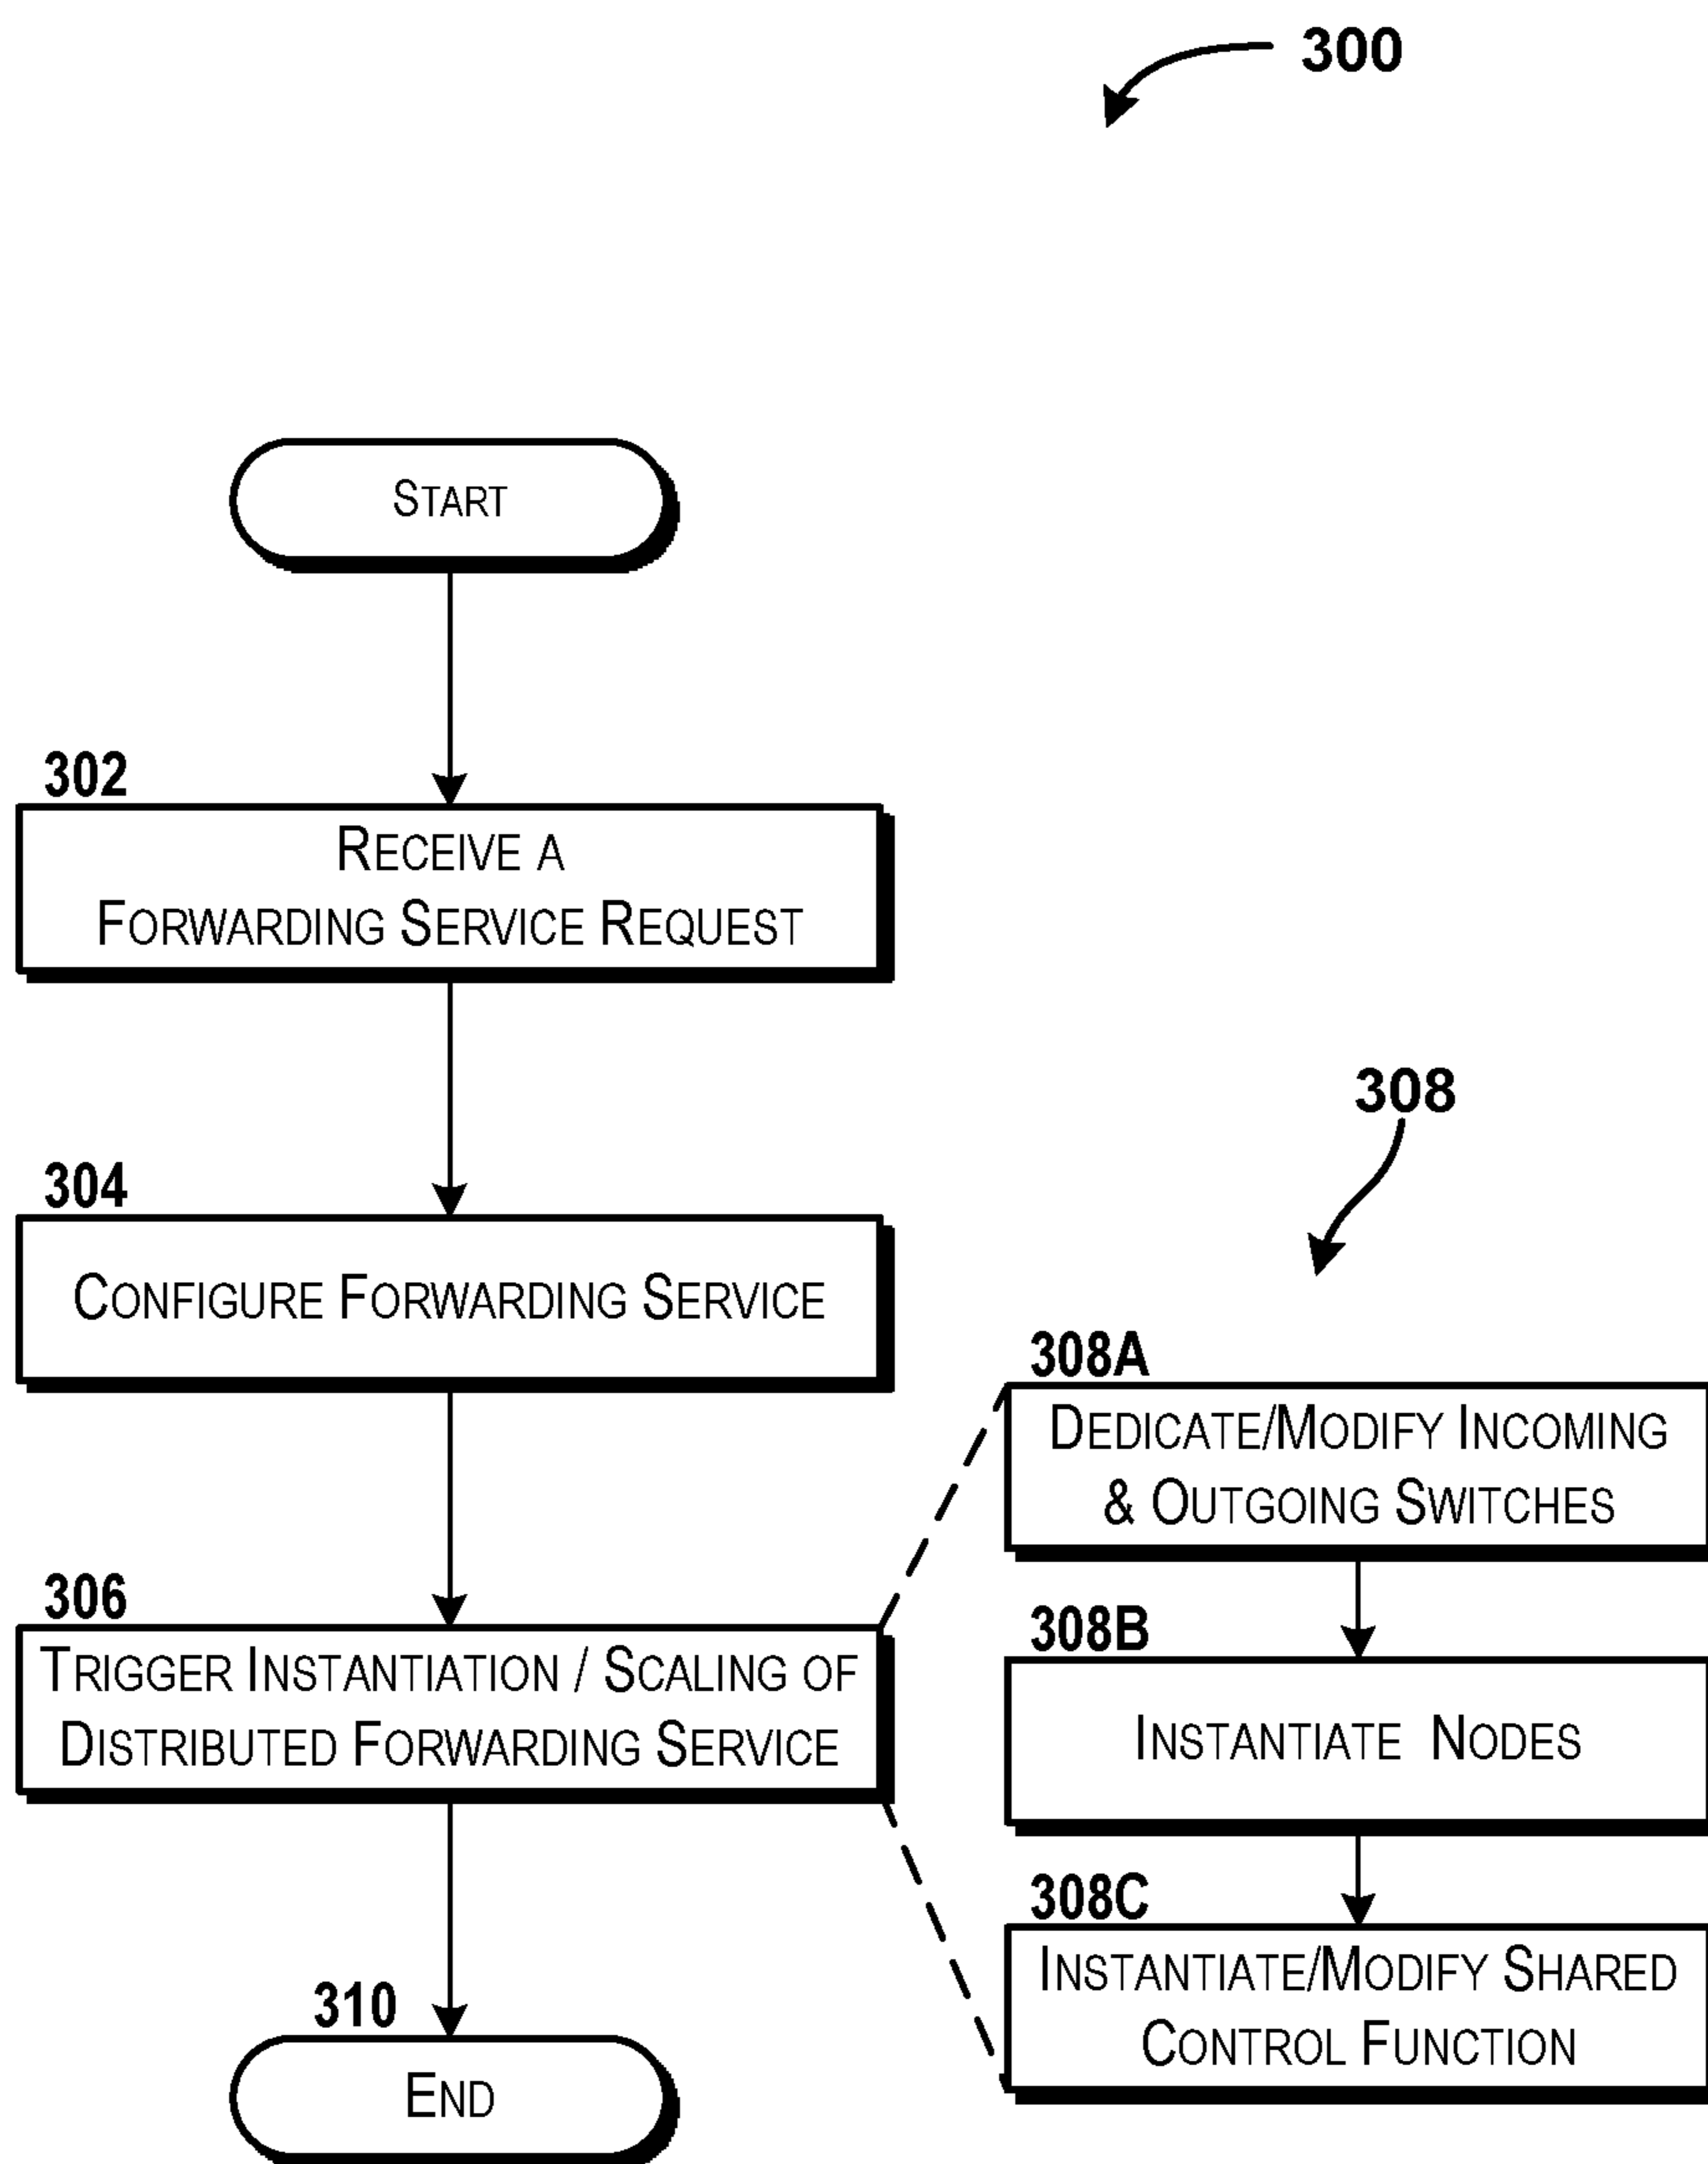 300
START
302
RECEIVE A
FORWARDING SERVICE REQUEST
304
CONFIGURE FORWARDING SERVICE
306
TRIGGER INSTANTIATION / SCALING OF
DISTRIBUTED FORWARDING SERVICE
308
308A
DEDICATE/MODIFY INCOMING
& OUTGOING SWITCHES
308B
INSTANTIATE NODES
308C
INSTANTIATE/MODIFY SHARED
CONTROL FUNCTION
310
END